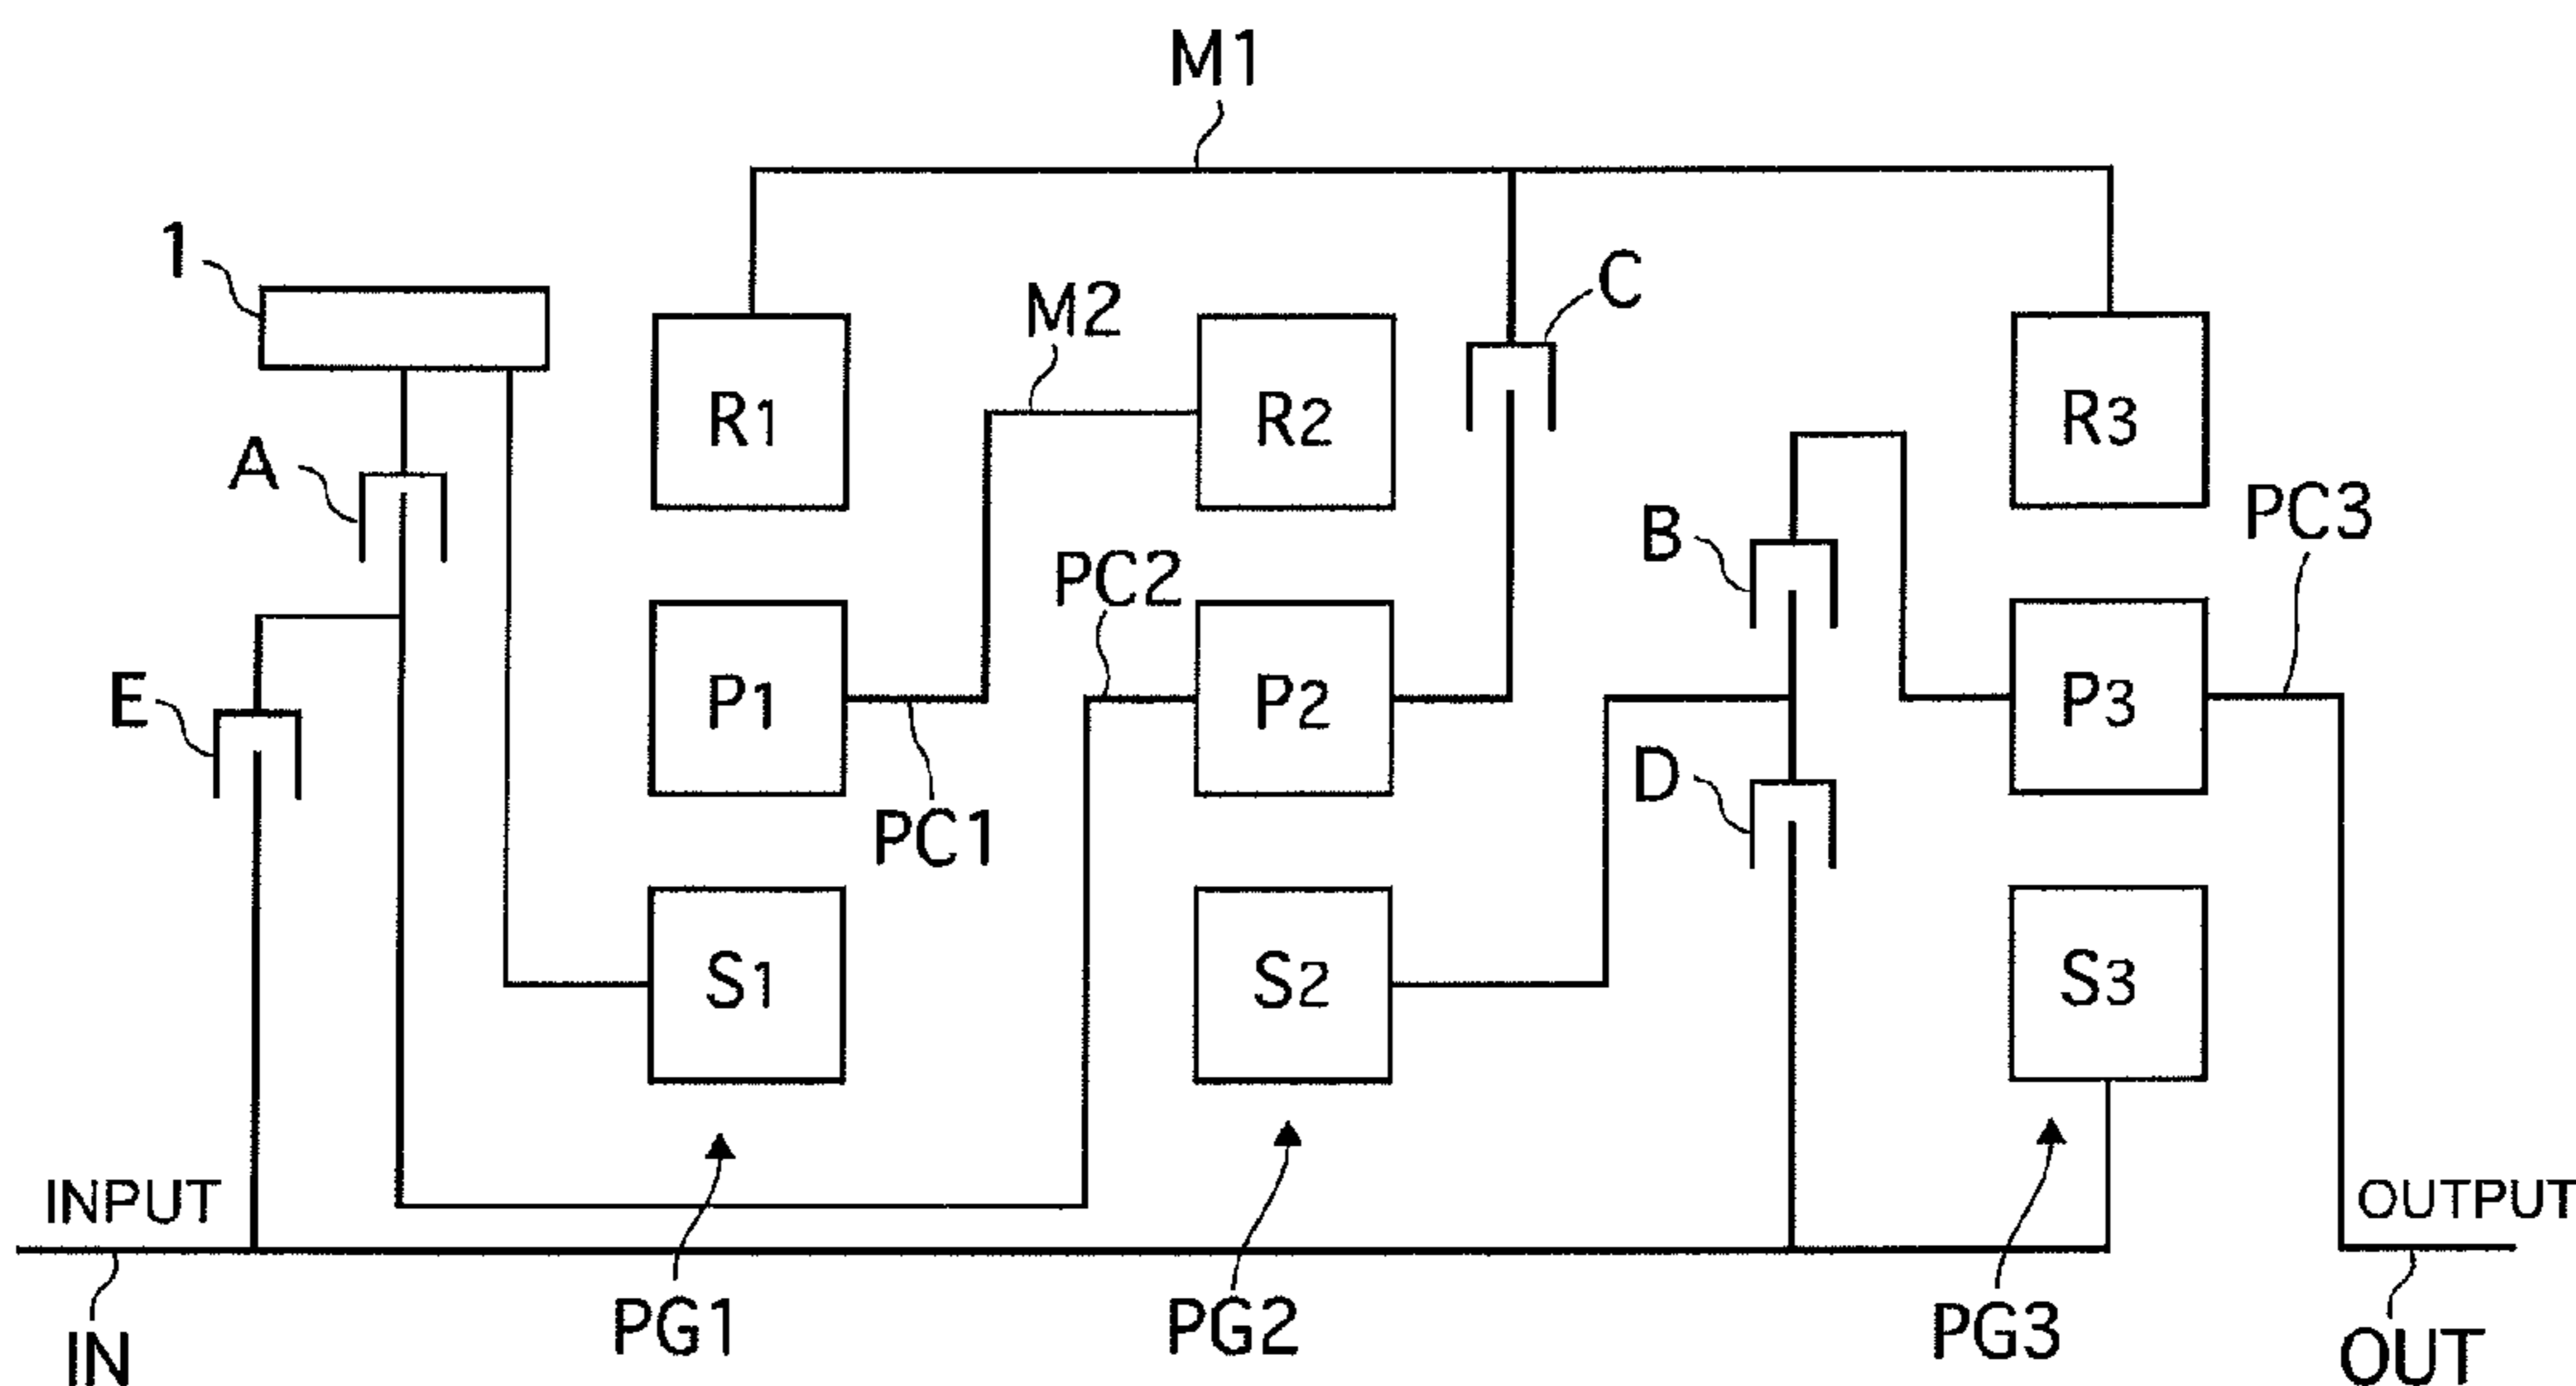 M1
1
M2
C
R1
R2
R3
A
B
PC3
PC2
E
P1
P2
P3
D
PC1
S1
S2
S3
INPUT
OUTPUT
IN
PG1
PG2
PG3
OUT